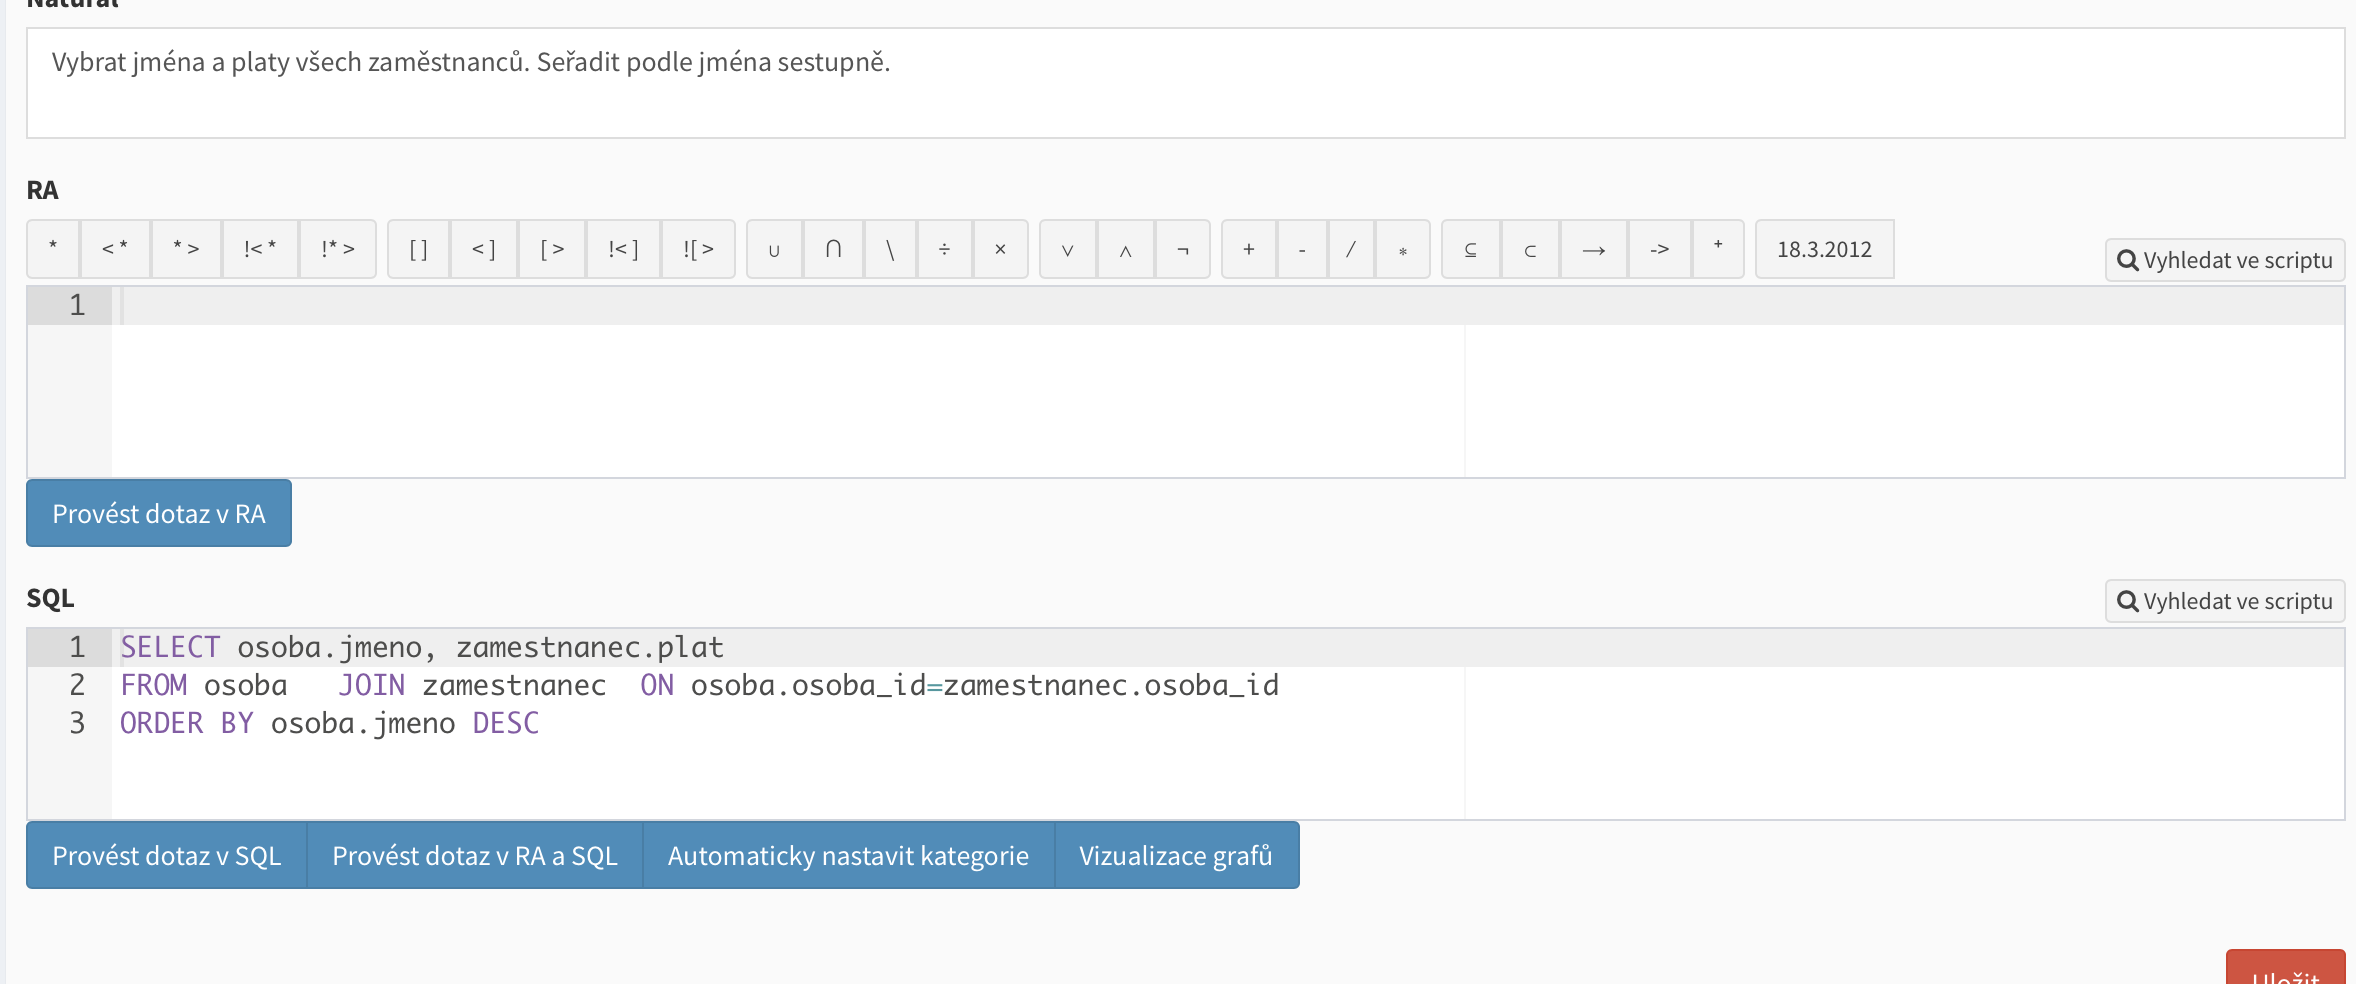 Natural
Vybrat jména a platy všech zaměstnanců. Seřadit podle jména sestupně.
RA
* <* *> !<* !*> [] <] [> !<] ![> ∪ ∩ \ ÷ × ∨ ∧ ¬ + - / * ⊆ ⊂ → -> + 18.3.2012
Vyhledat ve scriptu
1
Provést dotaz v RA
SQL
Vyhledat ve scriptu
1 SELECT osoba.jmeno, zamestnanec.plat
2 FROM osoba   JOIN zamestnanec  ON osoba.osoba_id=zamestnanec.osoba_id
3 ORDER BY osoba.jmeno DESC
Provést dotaz v SQL Provést dotaz v RA a SQL Automaticky nastavit kategorie Vizualizace grafů
Uložit